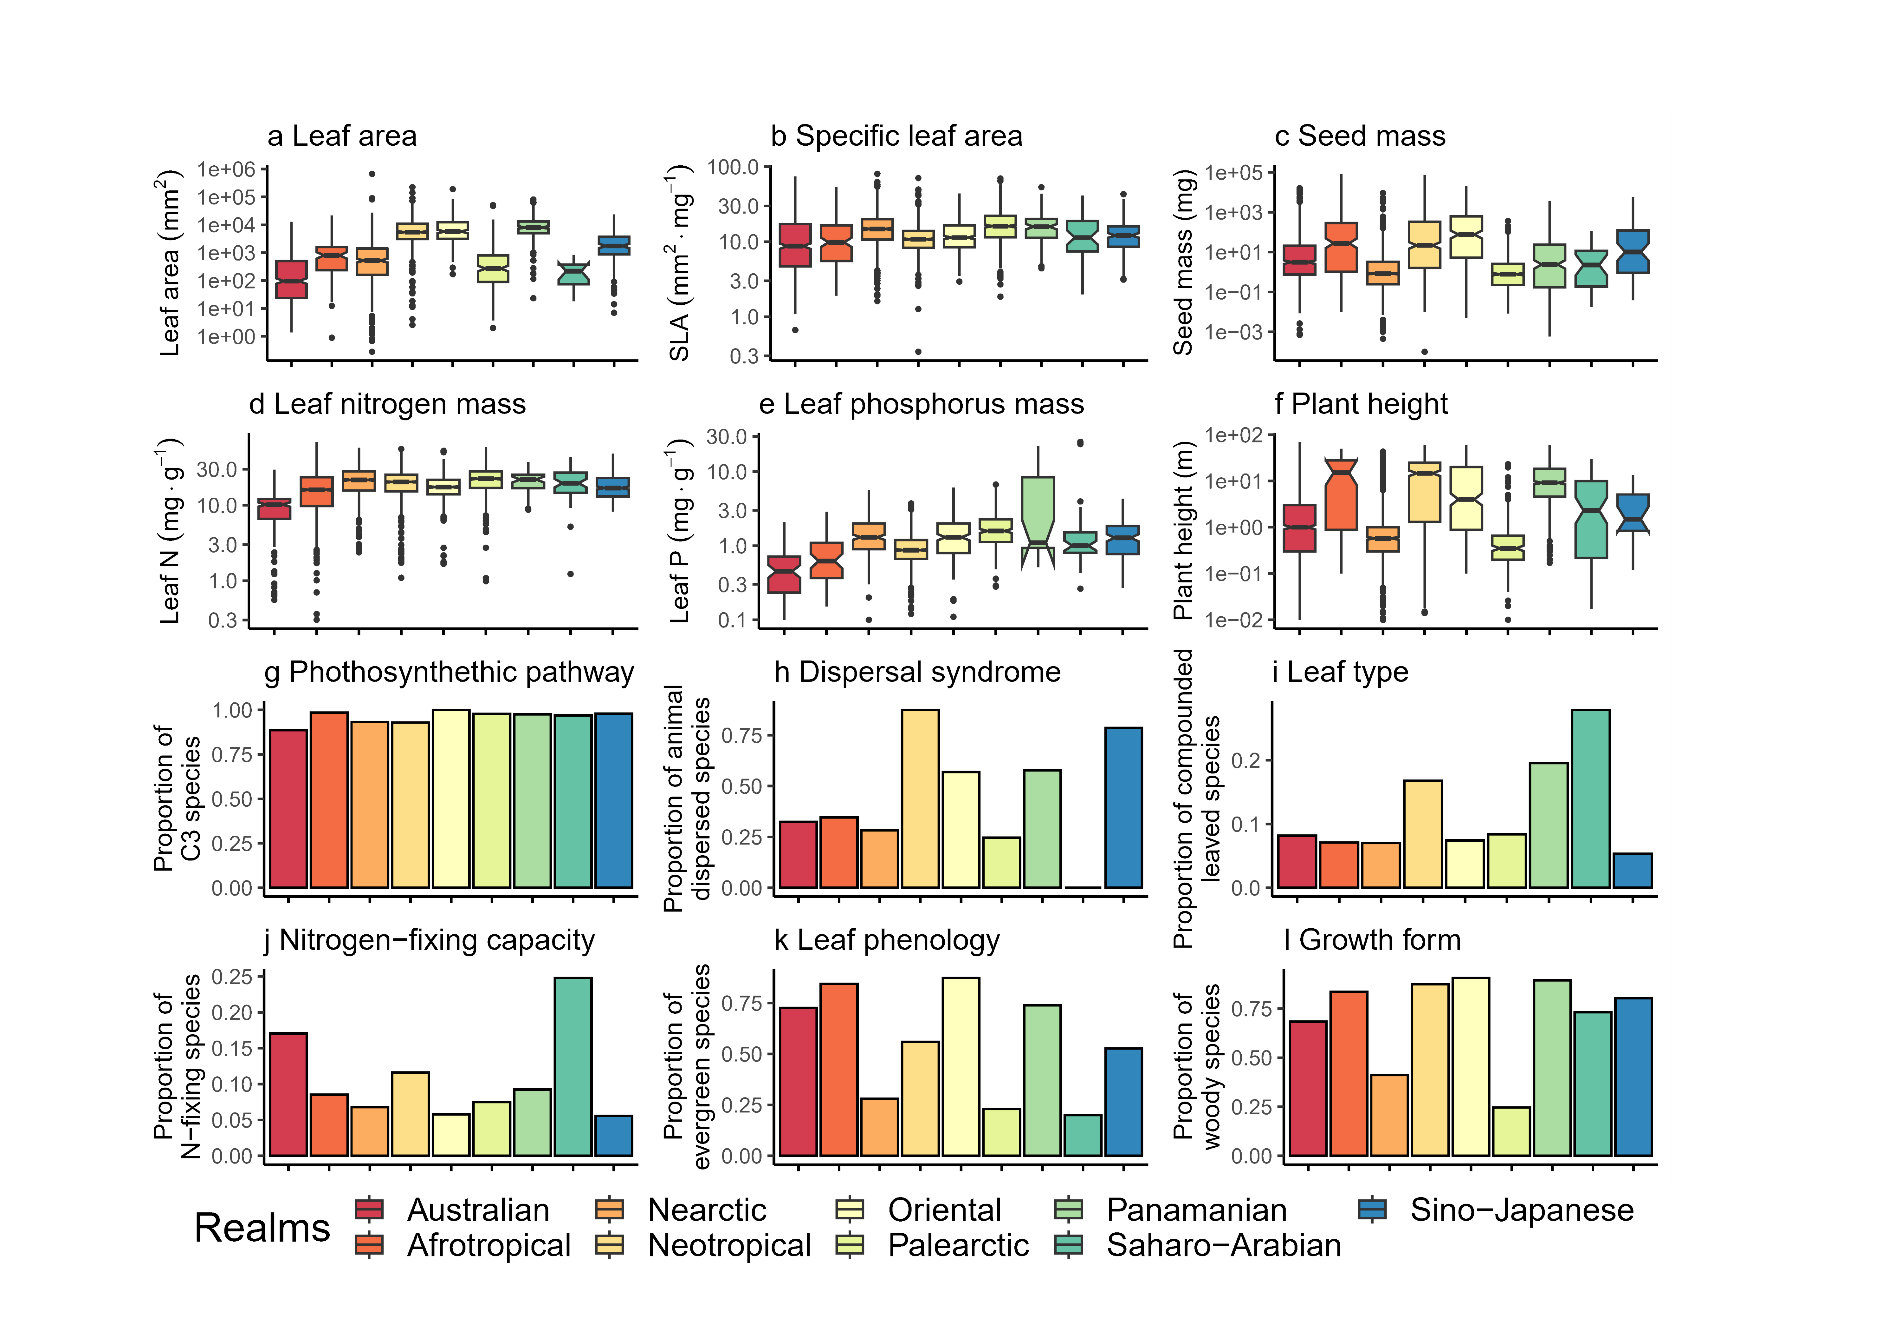 a Leaf area
Leaf area (mm²)
1e+06
1e+05
1e+04
1e+03
1e+02
1e+01
1e+00
b Specific leaf area
SLA (mm²·mg⁻¹)
100.0
30.0
10.0
3.0
1.0
0.3
c Seed mass
Seed mass (mg)
1e+05
1e+03
1e+01
1e−01
1e−03
d Leaf nitrogen mass
Leaf N (mg·g⁻¹)
30.0
10.0
3.0
1.0
0.3
e Leaf phosphorus mass
Leaf P (mg·g⁻¹)
30.0
10.0
3.0
1.0
0.3
0.1
f Plant height
Plant height (m)
1e+02
1e+01
1e+00
1e−01
1e−02
g Phothosynthethic pathway
Proportion of
C3 species
1.00
0.75
0.50
0.25
0.00
h Dispersal syndrome
Proportion of animal
dispersed species
0.75
0.50
0.25
0.00
i Leaf type
Proportion of compounded
leaved species
0.2
0.1
0.0
j Nitrogen−fixing capacity
Proportion of
N−fixing species
0.25
0.20
0.15
0.10
0.05
0.00
k Leaf phenology
Proportion of
evergreen species
0.75
0.50
0.25
0.00
l Growth form
Proportion of
woody species
0.75
0.50
0.25
0.00
Realms
Australian
Nearctic
Oriental
Panamanian
Sino−Japanese
Afrotropical
Neotropical
Palearctic
Saharo−Arabian